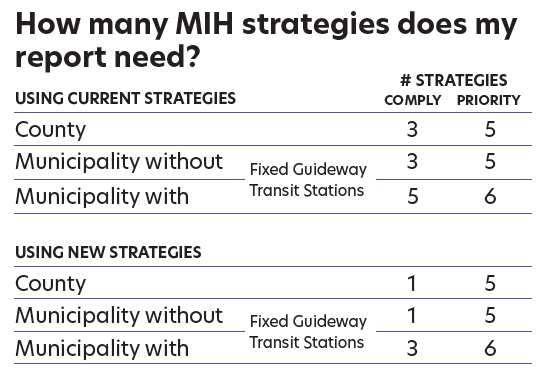 How many MIH strategies does my
report need?
# STRATEGIES
USING CURRENT STRATEGIES COMPLY PRIORITY
County 3 5
Municipality without Fixed Guideway 3 5
Municipality with Transit Stations 5 6
USING NEW STRATEGIES
County 1 5
Municipality without Fixed Guideway 1 5
Municipality with Transit Stations 3 6